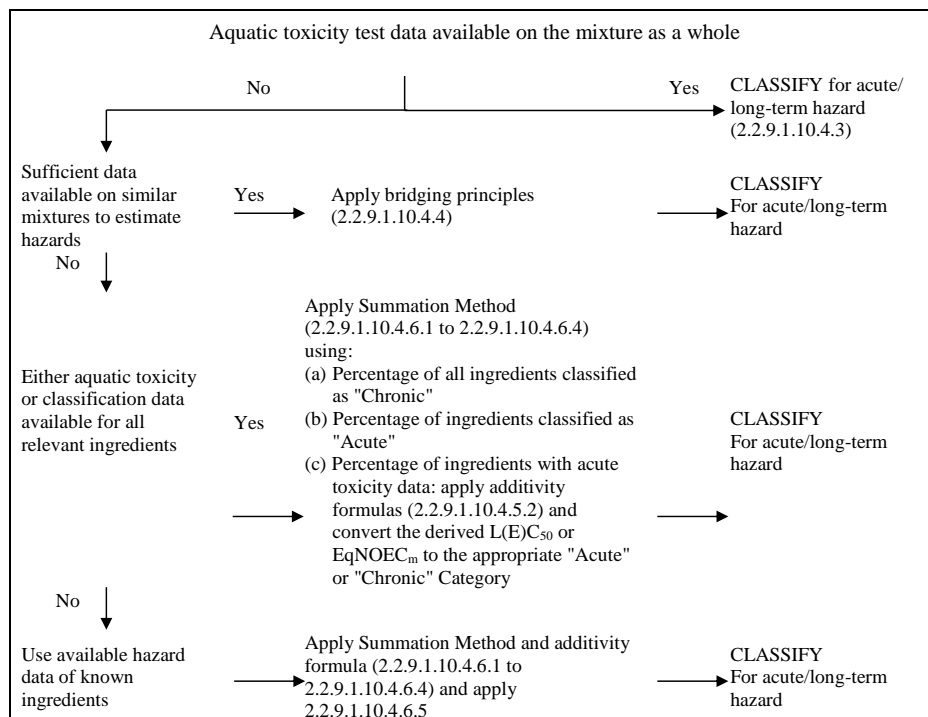 Aquatic toxicity test data available on the mixture as a whole
No
Yes
CLASSIFY for acute/
long-term hazard
(2.2.9.1.10.4.3)
Sufficient data
available on similar
mixtures to estimate
hazards
Yes
Apply bridging principles
(2.2.9.1.10.4.4)
CLASSIFY
For acute/long-term
hazard
No
Either aquatic toxicity
or classification data
available for all
relevant ingredients
Yes
Apply Summation Method
(2.2.9.1.10.4.6.1 to 2.2.9.1.10.4.6.4)
using:
(a) Percentage of all ingredients classified
as "Chronic"
(b) Percentage of ingredients classified as
"Acute"
(c) Percentage of ingredients with acute
toxicity data: apply additivity
formulas (2.2.9.1.10.4.5.2) and
convert the derived L(E)C₅₀ or
EqNOECₘ to the appropriate "Acute"
or "Chronic" Category
CLASSIFY
For acute/long-term
hazard
No
Use available hazard
data of known
ingredients
Apply Summation Method and additivity
formula (2.2.9.1.10.4.6.1 to
2.2.9.1.10.4.6.4) and apply
2.2.9.1.10.4.6.5
CLASSIFY
For acute/long-term
hazard